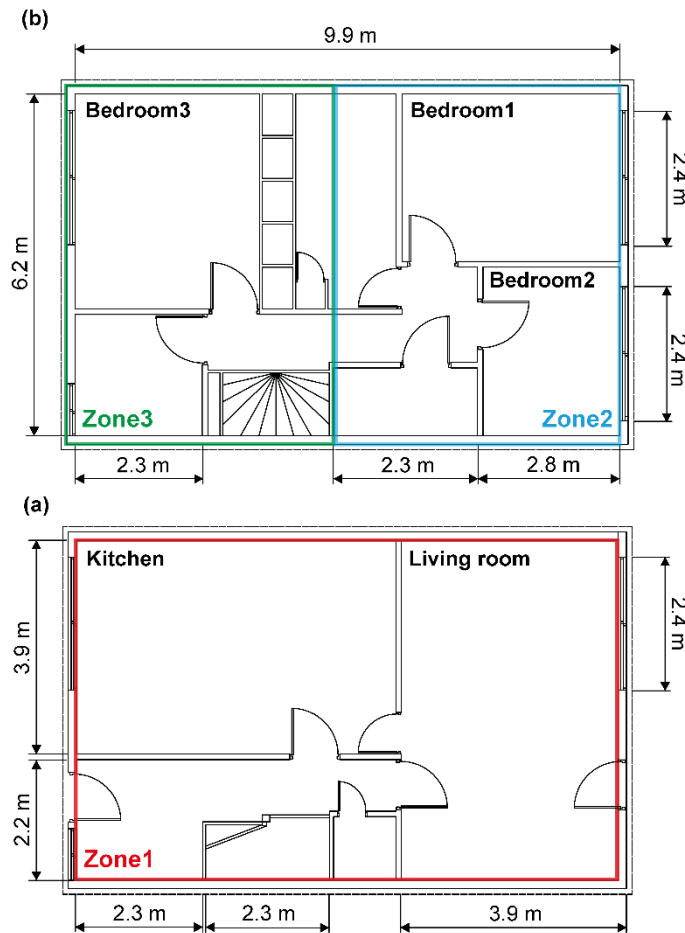 (b)
9.9 m
Bedroom3
Bedroom1
2.4 m
6.2 m
Bedroom2
2.4 m
Zone3
Zone2
2.3 m
2.3 m
2.8 m
(a)
Kitchen
Living room
2.4 m
3.9 m
2.2 m
Zone1
2.3 m
2.3 m
3.9 m